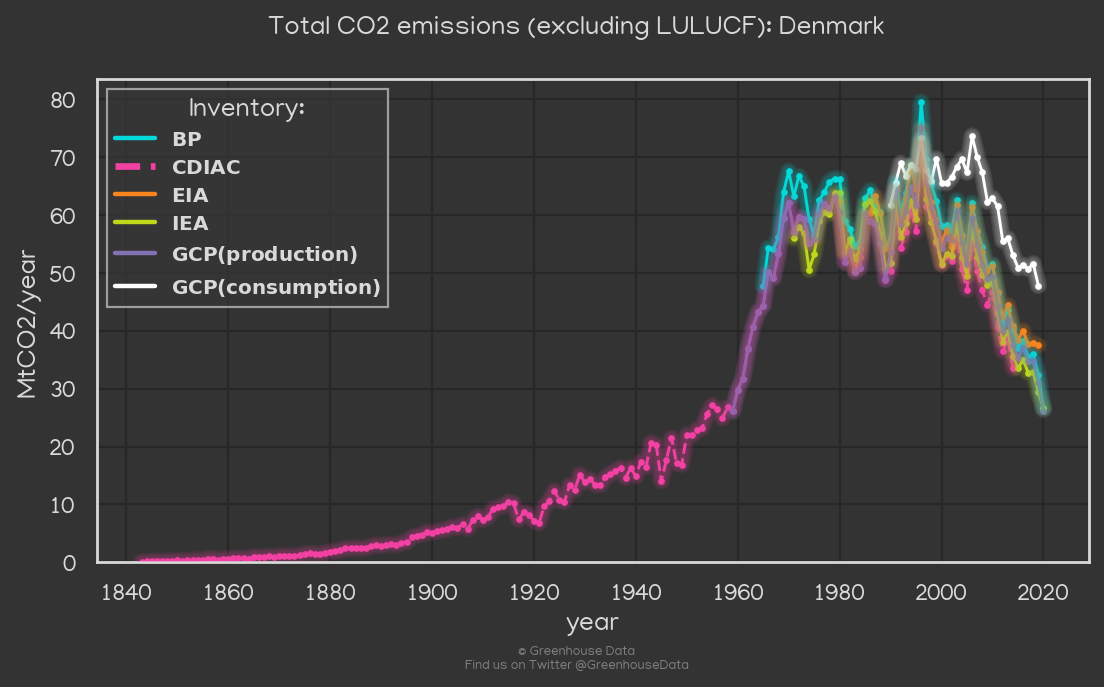 Total CO2 emissions (excluding LULUCF): Denmark
Inventory:
BP
CDIAC
EIA
IEA
GCP(production)
GCP(consumption)
MtCO2/year
80
70
60
50
40
30
20
10
0
1840 1860 1880 1900 1920 1940 1960 1980 2000 2020
year
© Greenhouse Data
Find us on Twitter @GreenhouseData